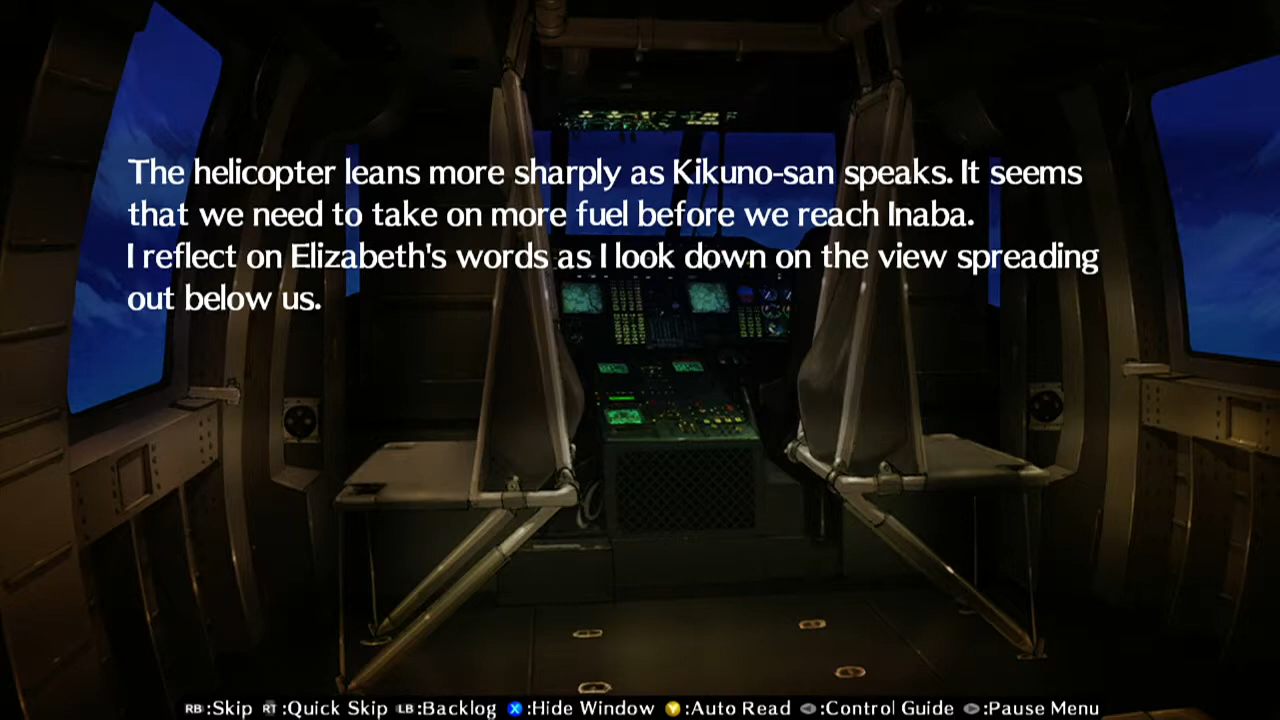 The helicopter leans more sharply as Kikuno-san speaks. It seems
that we need to take on more fuel before we reach Inaba.
I reflect on Elizabeth's words as I look down on the view spreading
out below us.
RB :Skip RT :Quick Skip LB :Backlog X :Hide Window Y :Auto Read :Control Guide :Pause Menu